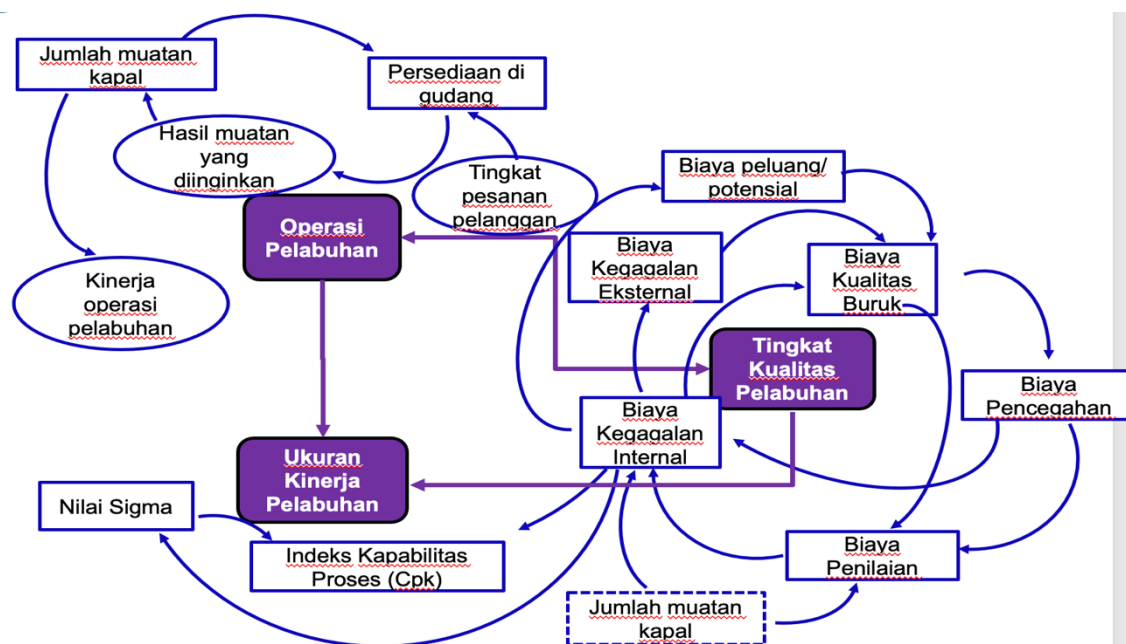 Jumlah muatan
kapal
Persediaan di
gudang
Hasil muatan
yang
diinginkan
Tingkat
pesanan
pelanggan
Biaya peluang/
potensial
Operasi
Pelabuhan
Biaya
Kegagalan
Eksternal
Biaya
Kualitas
Buruk
Kinerja
operasi
pelabuhan
Tingkat
Kualitas
Pelabuhan
Biaya
Pencegahan
Biaya
Kegagalan
Internal
Ukuran
Kinerja
Pelabuhan
Nilai Sigma
Indeks Kapabilitas
Proses (Cpk)
Biaya
Penilaian
Jumlah muatan
kapal